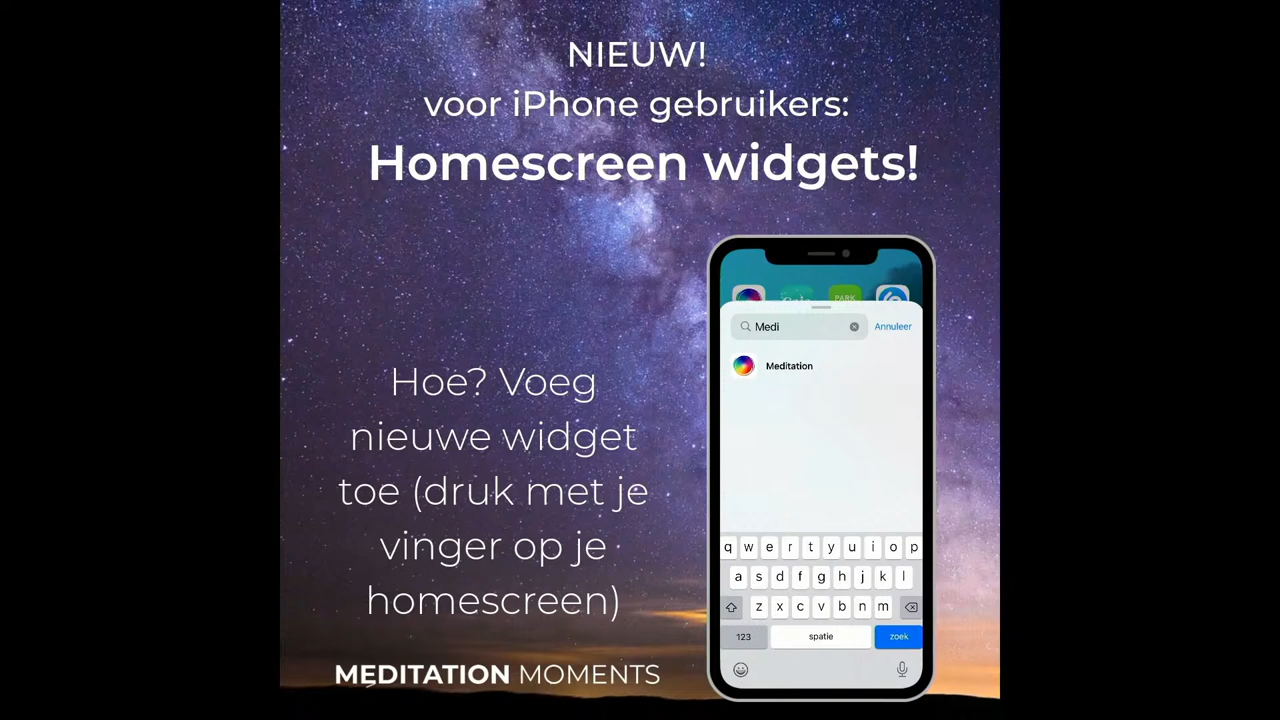 NIEUW!
voor iPhone gebruikers:
Homescreen widgets!
Hoe? Voeg
nieuwe widget
toe (druk met je
vinger op je
homescreen)
MEDITATION MOMENTS
PARK
Medi
Annuleer
Meditation
q w e r t y u i o p
a s d f g h j k l
z x c v b n m
123 spatie zoek